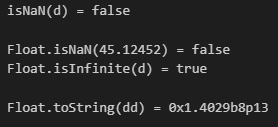 isNaN(d) = false
Float.isNaN(45.12452) = false
Float.isInfinite(d) = true
Float.toString(dd) = 0x1.4029b8p13